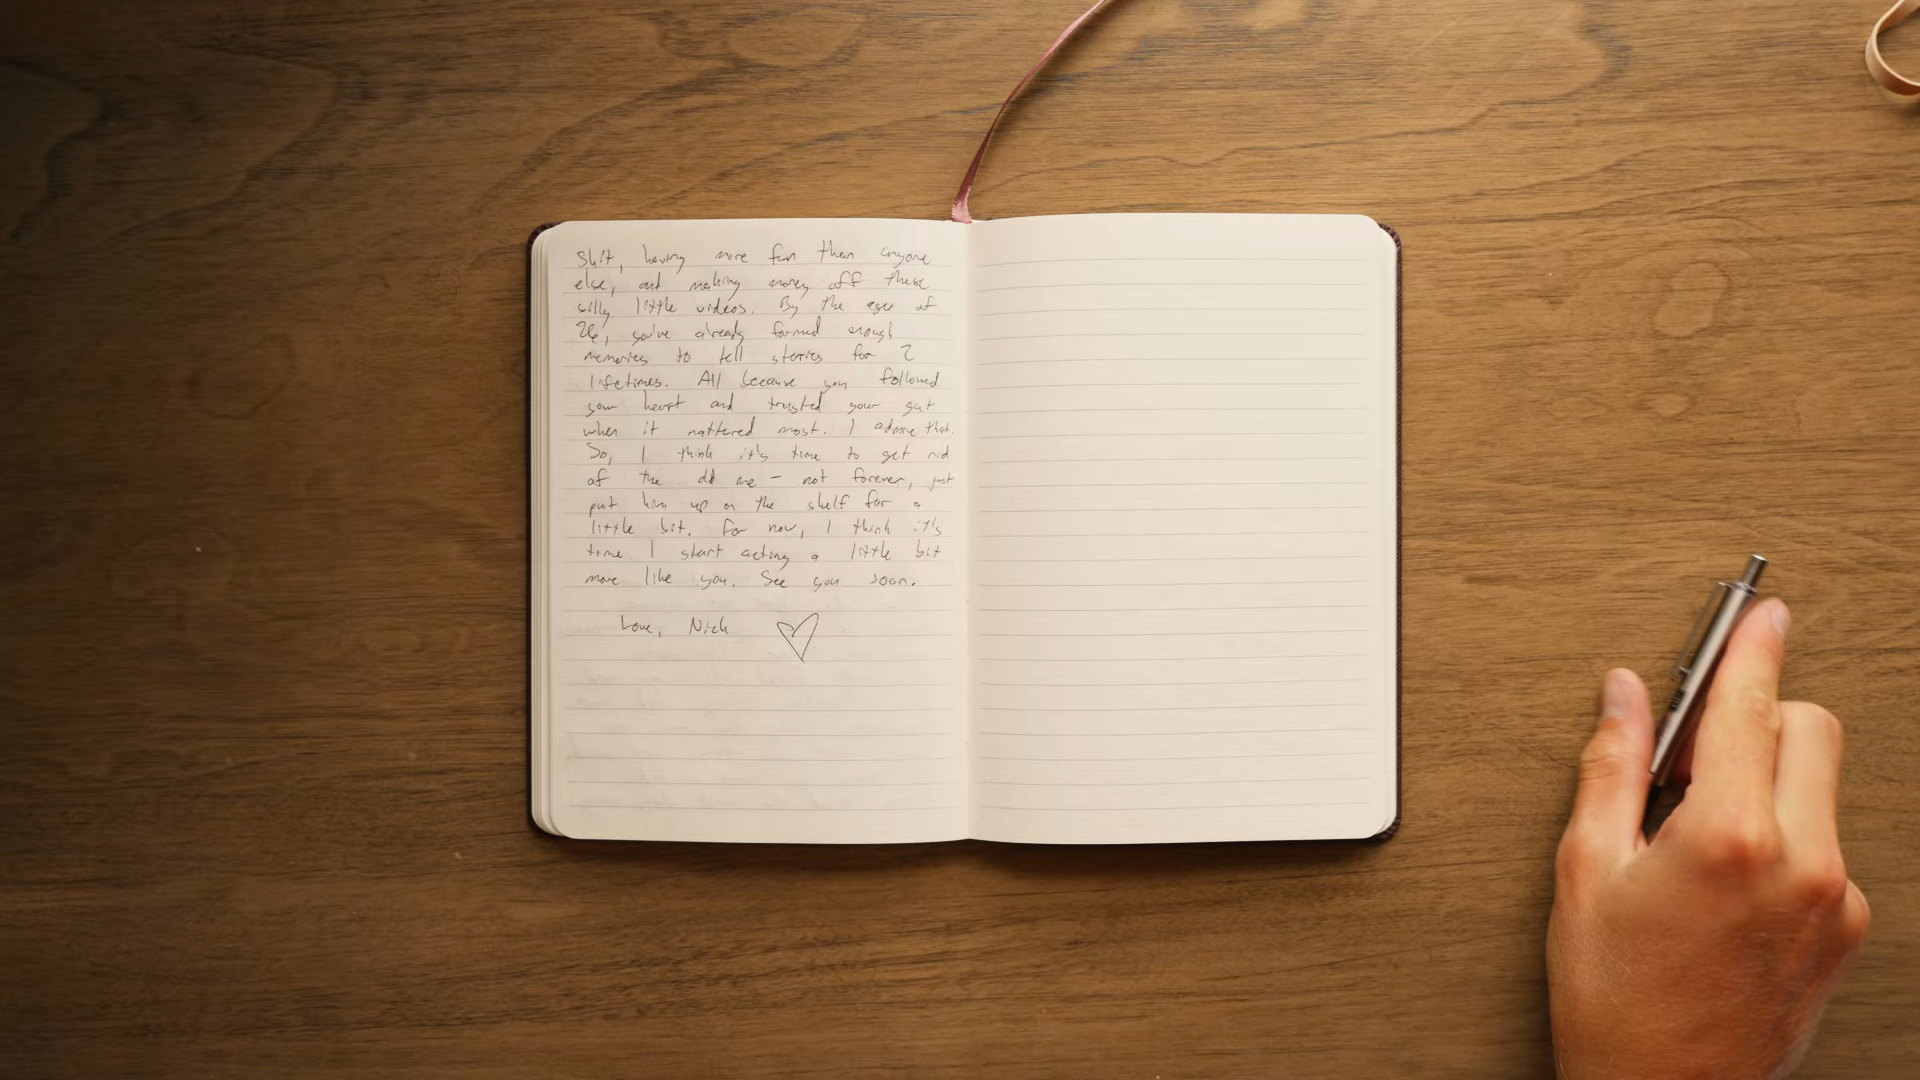 Shit, having more fun than anyone
else, and making money off these
silly little videos. By the age of
26, you've already formed enough
memories to tell stories for 2
lifetimes. All because you followed
your heart and trusted your gut
when it mattered most. I admire that.
So, I think it's time to get rid
of the old me - not forever, just
put him up on the shelf for a
little bit. For now, I think it's
time I start acting a little bit
more like you. See you soon.
Love, Nick